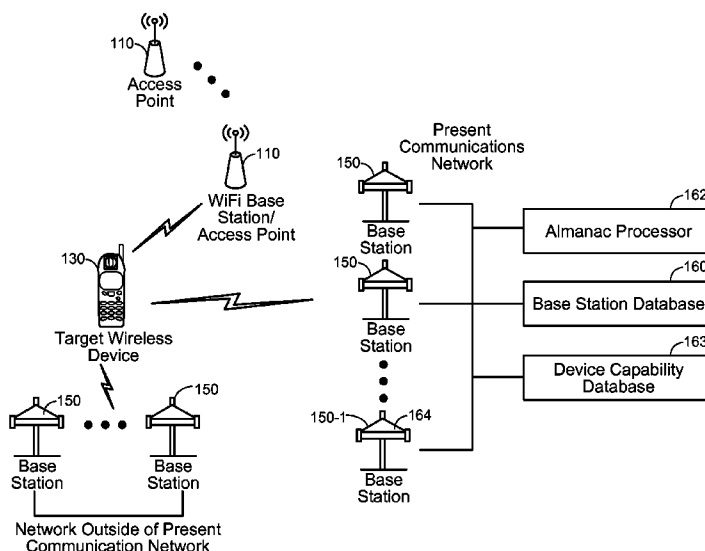 110
Access
Point
110
WiFi Base
Station/
Access Point
Present
Communications
Network
150
Base
Station
162
Almanac Processor
130
Target Wireless
Device
150
Base
Station
160
Base Station Database
163
Device Capability
Database
150
Base
Station
150
Base
Station
150-1
164
Base
Station
Network Outside of Present
Communication Network